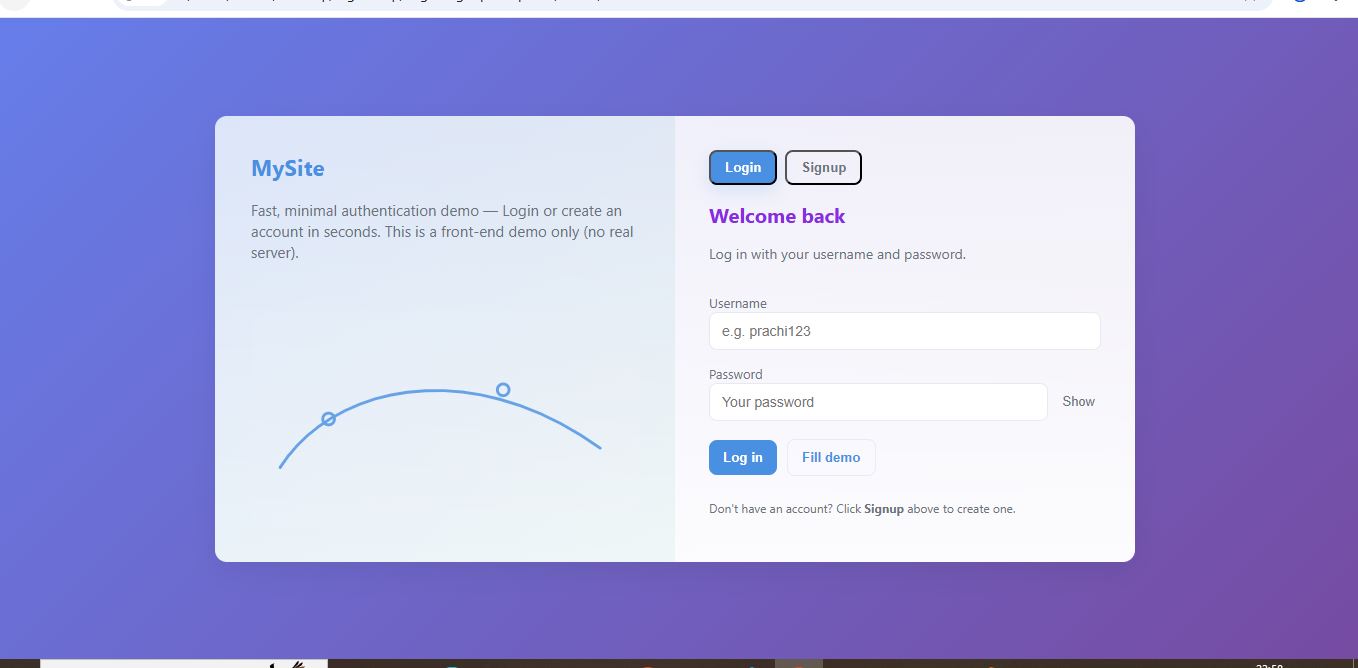 MySite
Fast, minimal authentication demo — Login or create an
account in seconds. This is a front-end demo only (no real
server).
Login
Signup
Welcome back
Log in with your username and password.
Username
e.g. prachi123
Password
Your password
Show
Log in
Fill demo
Don't have an account? Click Signup above to create one.